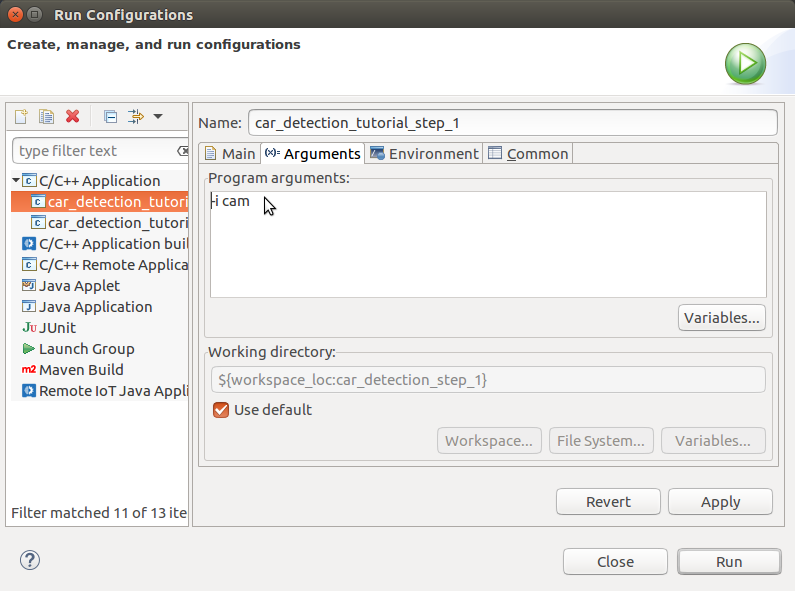 Run Configurations
Create, manage, and run configurations
Name: car_detection_tutorial_step_1
type filter text
Main (x)= Arguments Environment Common
C/C++ Application
car_detection_tutori
car_detection_tutori
C/C++ Application buil
C/C++ Remote Applica
Java Applet
Java Application
Ju JUnit
Launch Group
m2 Maven Build
Remote IoT Java Appli
Filter matched 11 of 13 ite
Program arguments:
-i cam
Variables...
Working directory:
${workspace_loc:car_detection_step_1}
Use default
Workspace... File System... Variables...
Revert Apply
? Close Run